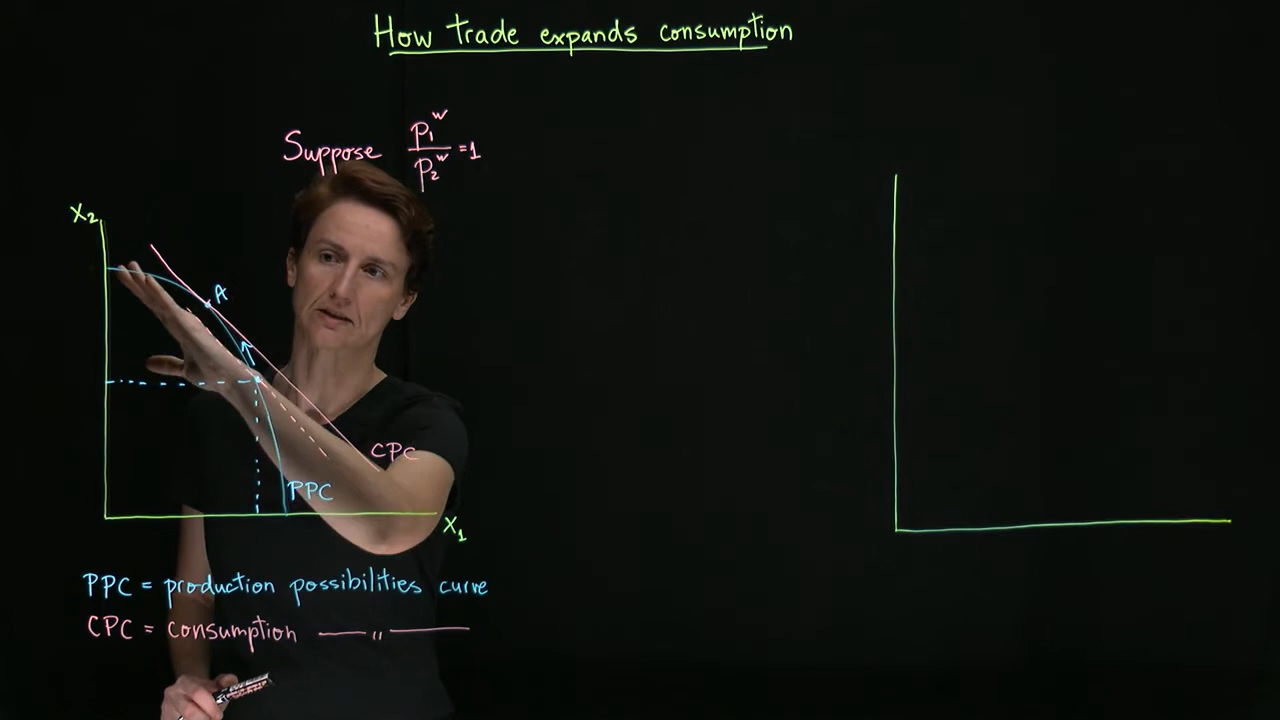 How trade expands consumption
Suppose p₁ʷ/p₂ʷ = 1
X₂
A
CPC
PPC
X₁
PPC = production possibilities curve
CPC = consumption —— " ——